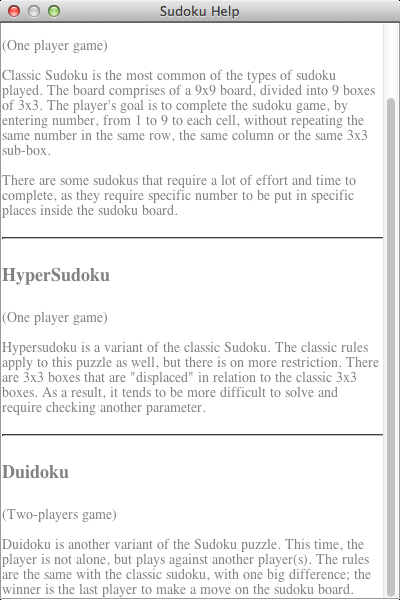 Sudoku Help
(One player game)
Classic Sudoku is the most common of the types of sudoku
played. The board comprises of a 9x9 board, divided into 9 boxes
of 3x3. The player's goal is to complete the sudoku game, by
entering number, from 1 to 9 to each cell, without repeating the
same number in the same row, the same column or the same 3x3
sub-box.
There are some sudokus that require a lot of effort and time to
complete, as they require specific number to be put in specific
places inside the sudoku board.
HyperSudoku
(One player game)
Hypersudoku is a variant of the classic Sudoku. The classic rules
apply to this puzzle as well, but there is on more restriction. There
are 3x3 boxes that are "displaced" in relation to the classic 3x3
boxes. As a result, it tends to be more difficult to solve and
require checking another parameter.
Duidoku
(Two-players game)
Duidoku is another variant of the Sudoku puzzle. This time, the
player is not alone, but plays against another player(s). The rules
are the same with the classic sudoku, with one big difference; the
winner is the last player to make a move on the sudoku board.